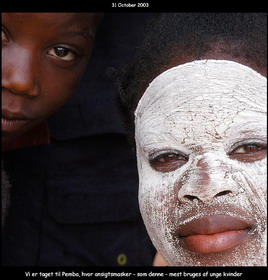 31 October 2003
Vi er taget til Pemba, hvor ansigtsmasker - som denne - mest bruges af unge kvinder